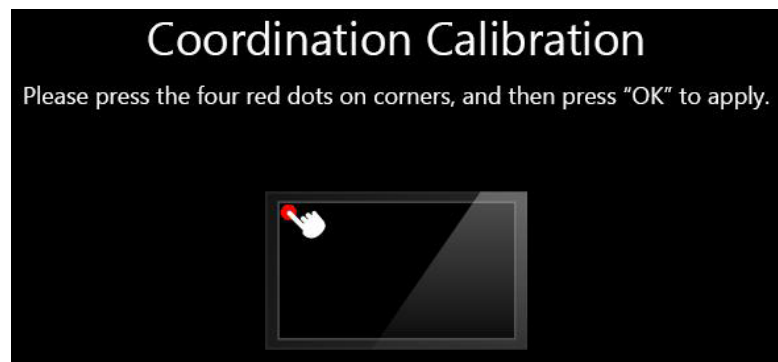 Coordination Calibration
Please press the four red dots on corners, and then press “OK” to apply.